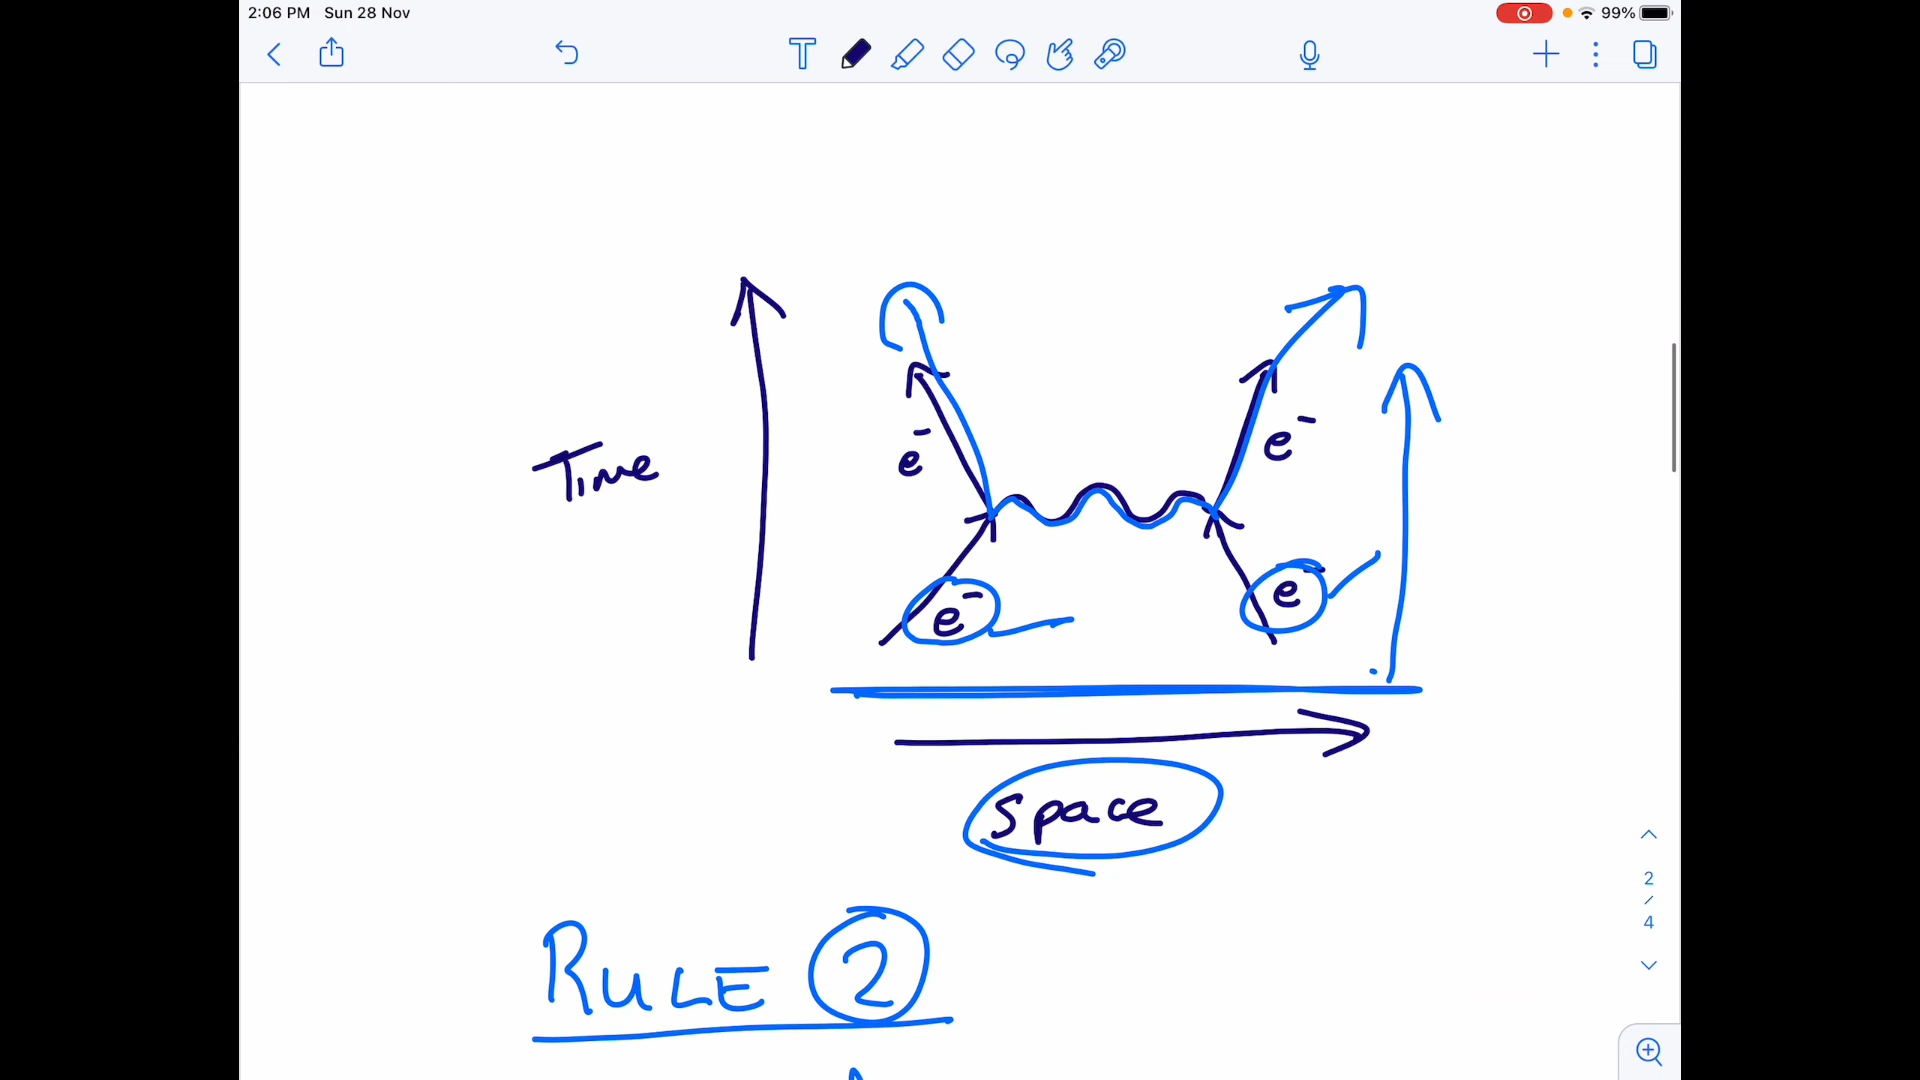 2:06 PM Sun 28 Nov
99%
T
e⁻
e⁻
Time
e⁻
e⁻
space
2
/
4
RULE 2